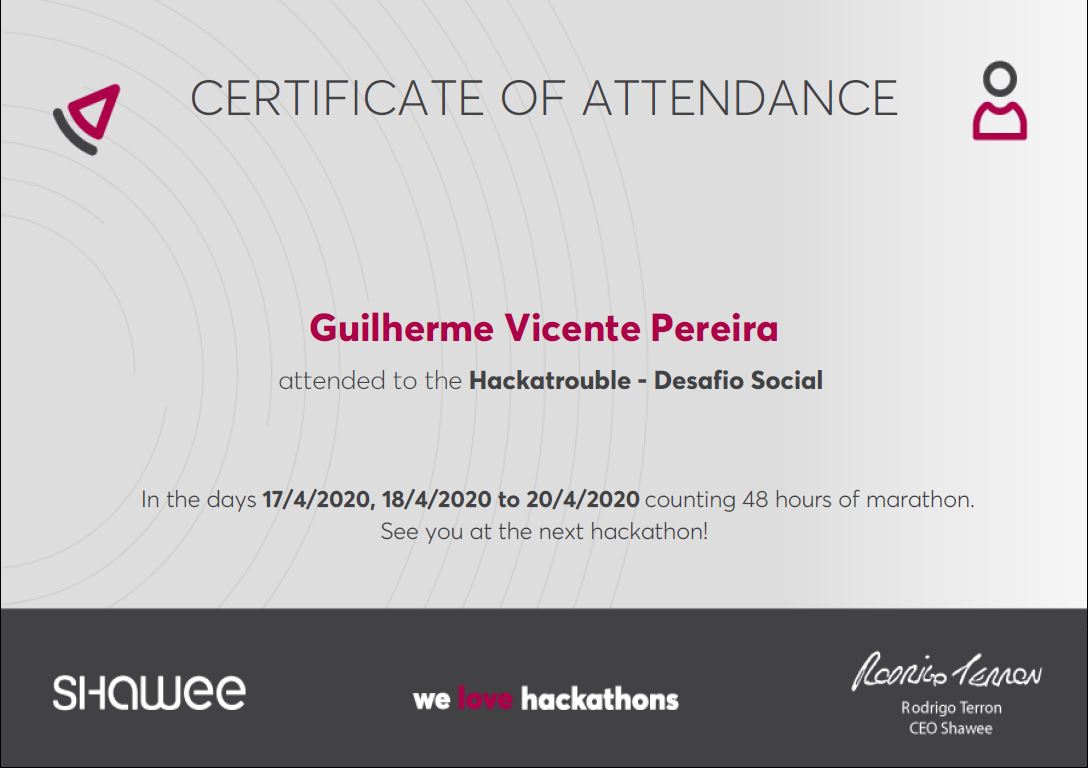 CERTIFICATE OF ATTENDANCE
Guilherme Vicente Pereira
attended to the Hackatrouble - Desafio Social
In the days 17/4/2020, 18/4/2020 to 20/4/2020 counting 48 hours of marathon.
See you at the next hackathon!
SHAWEE
we love hackathons
Rodrigo Terron
Rodrigo Terron
CEO Shawee